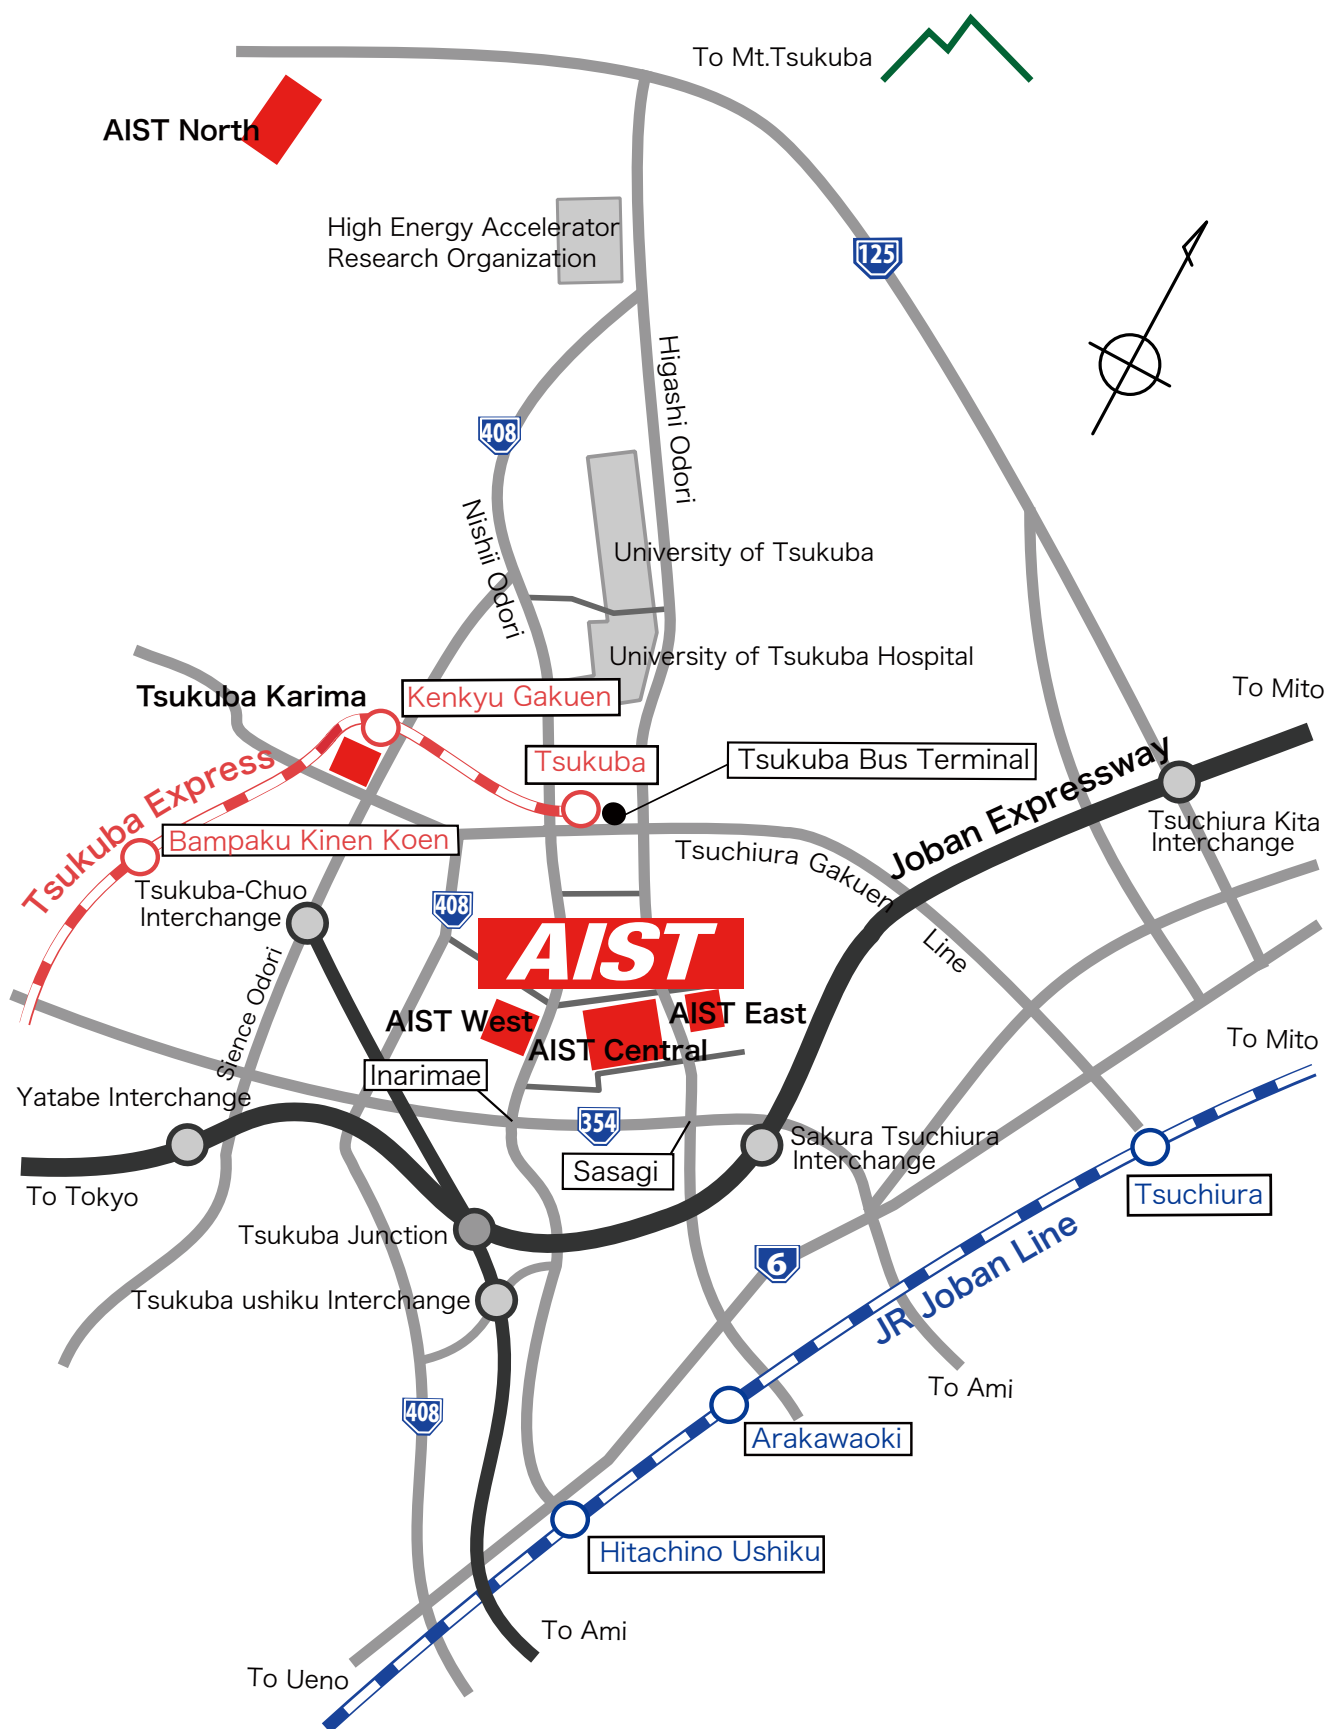 To Mt.Tsukuba
AIST North
High Energy Accelerator
Research Organization
125
Higashi Odori
408
Nishii Odori
University of Tsukuba
University of Tsukuba Hospital
To Mito
Tsukuba Karima
Kenkyu Gakuen
Tsukuba
Tsukuba Bus Terminal
Tsukuba Express
Joban Expressway
Tsuchiura Kita
Interchange
Bampaku Kinen Koen
Tsuchiura Gakuen
Line
Tsukuba-Chuo
Interchange
408
AIST
Sience Odori
AIST West
AIST East
AIST Central
To Mito
Inarimae
Yatabe Interchange
354
Sakura Tsuchiura
Interchange
Sasagi
To Tokyo
Tsuchiura
Tsukuba Junction
6
JR Joban Line
Tsukuba ushiku Interchange
To Ami
408
Arakawaoki
Hitachino Ushiku
To Ami
To Ueno